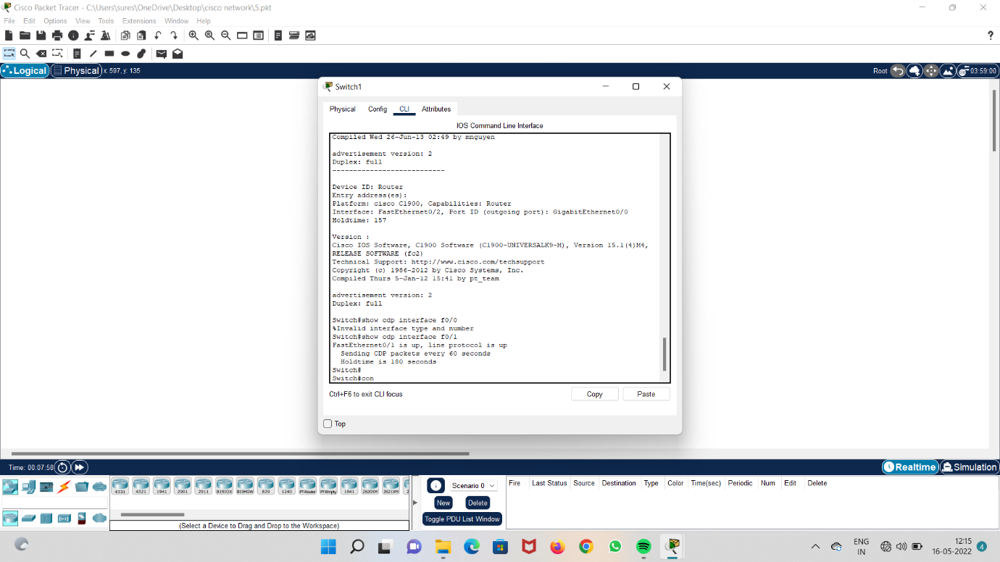 Cisco Packet Tracer - C:\Users\sures\OneDrive\Desktop\cisco network\5.pkt
File Edit Options View Tools Extensions Window Help
?
Logical Physical x: 597, y: 135 Root 03:59:00
Switch1
Physical Config CLI Attributes
IOS Command Line Interface
Compiled Wed 26-Jun-13 02:49 by mnguyen
advertisement version: 2
Duplex: full
---------------------------
Device ID: Router
Entry address(es):
Platform: cisco C1900, Capabilities: Router
Interface: FastEthernet0/2, Port ID (outgoing port): GigabitEthernet0/0
Holdtime: 157
Version :
Cisco IOS Software, C1900 Software (C1900-UNIVERSALK9-M), Version 15.1(4)M4,
RELEASE SOFTWARE (fc2)
Technical Support: http://www.cisco.com/techsupport
Copyright (c) 1986-2012 by Cisco Systems, Inc.
Compiled Thurs 5-Jan-12 15:41 by pt_team
advertisement version: 2
Duplex: full
Switch#show cdp interface f0/0
%Invalid interface type and number
Switch#show cdp interface f0/1
FastEthernet0/1 is up, line protocol is up
Sending CDP packets every 60 seconds
Holdtime is 180 seconds
Switch#
Switch#con
Ctrl+F6 to exit CLI focus Copy Paste
Top
Time: 00:07:58 Realtime Simulation
4331 4321 1941 2901 2911 819IOX 819HGW 829 1240 PT-Router PT-Empty 1841 2620XM 2621XM
(Select a Device to Drag and Drop to the Workspace)
Scenario 0
New Delete
Toggle PDU List Window
Fire Last Status Source Destination Type Color Time(sec) Periodic Num Edit Delete
ENG
IN
12:15
16-05-2022
4